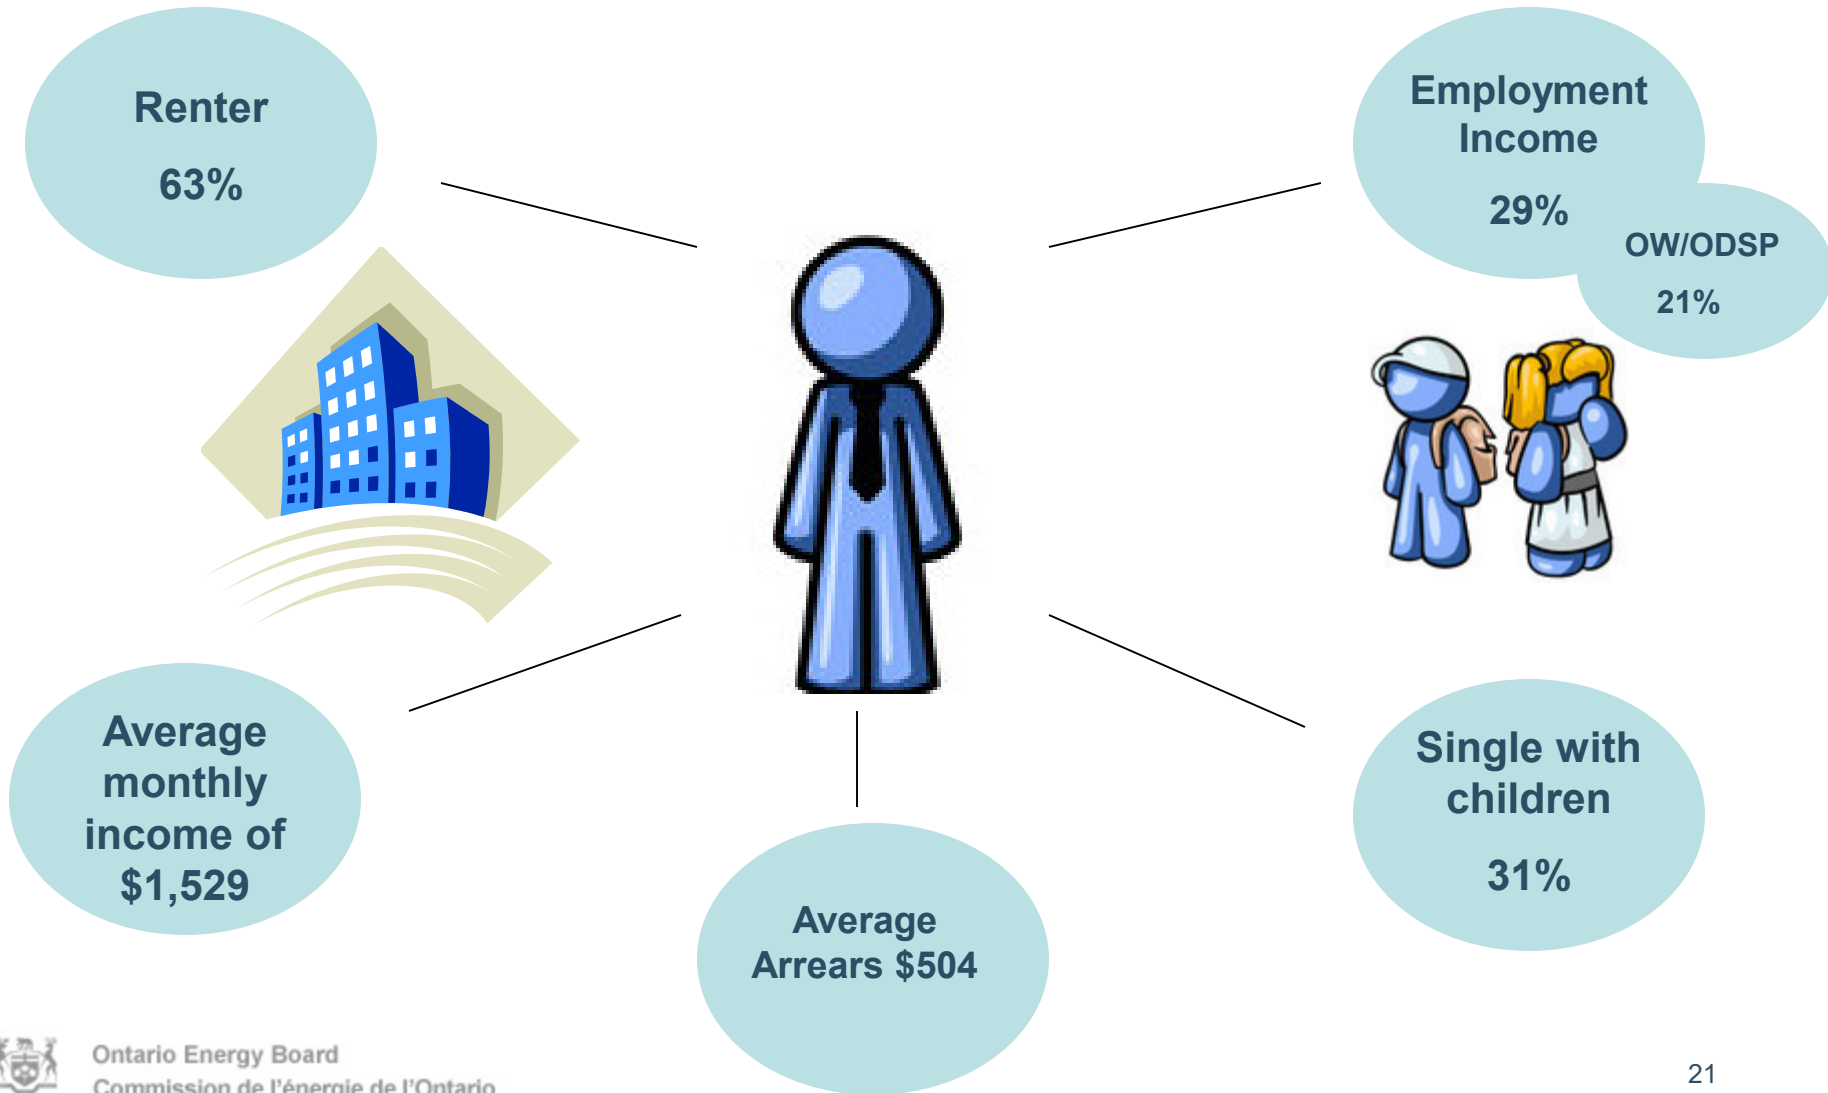 Renter
63%
Employment
Income
29%
OW/ODSP
21%
Average
monthly
income of
$1,529
Single with
children
31%
Average
Arrears $504
Ontario Energy Board
Commission de l'énergie de l'Ontario
21